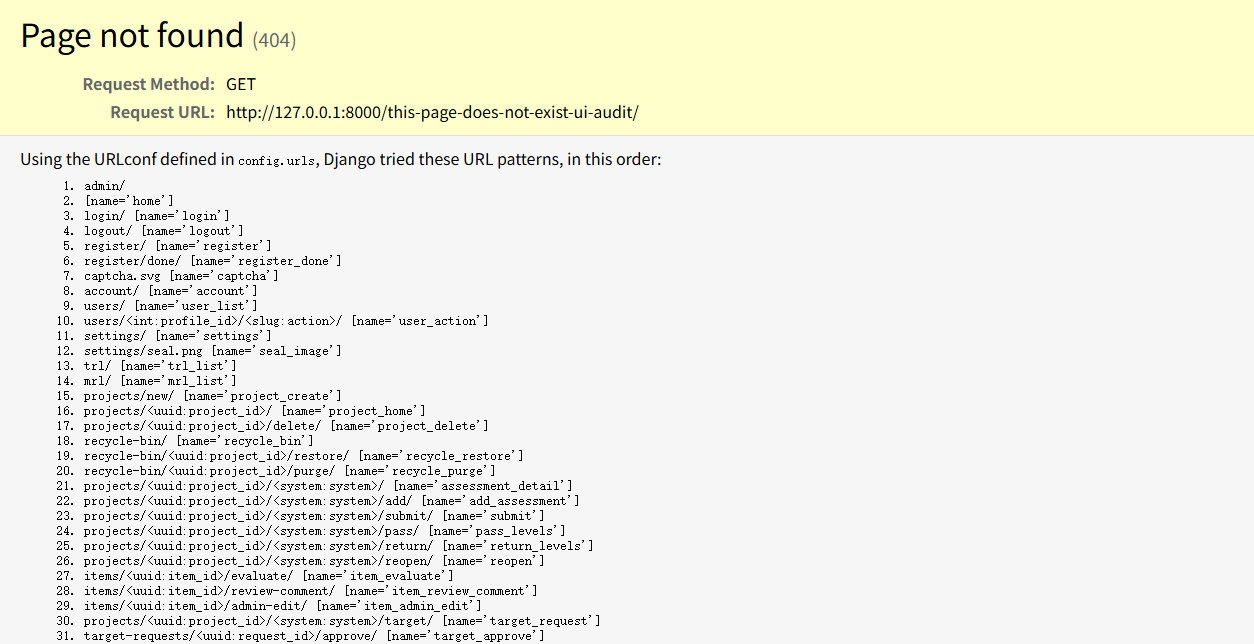 Page not found (404)
Request Method: GET
Request URL: http://127.0.0.1:8000/this-page-does-not-exist-ui-audit/
Using the URLconf defined in config.urls, Django tried these URL patterns, in this order:
1. admin/
2. [name='home']
3. login/ [name='login']
4. logout/ [name='logout']
5. register/ [name='register']
6. register/done/ [name='register_done']
7. captcha.svg [name='captcha']
8. account/ [name='account']
9. users/ [name='user_list']
10. users/<int:profile_id>/<slug:action>/ [name='user_action']
11. settings/ [name='settings']
12. settings/seal.png [name='seal_image']
13. trl/ [name='trl_list']
14. mrl/ [name='mrl_list']
15. projects/new/ [name='project_create']
16. projects/<uuid:project_id>/ [name='project_home']
17. projects/<uuid:project_id>/delete/ [name='project_delete']
18. recycle-bin/ [name='recycle_bin']
19. recycle-bin/<uuid:project_id>/restore/ [name='recycle_restore']
20. recycle-bin/<uuid:project_id>/purge/ [name='recycle_purge']
21. projects/<uuid:project_id>/<system:system>/ [name='assessment_detail']
22. projects/<uuid:project_id>/<system:system>/add/ [name='add_assessment']
23. projects/<uuid:project_id>/<system:system>/submit/ [name='submit']
24. projects/<uuid:project_id>/<system:system>/pass/ [name='pass_levels']
25. projects/<uuid:project_id>/<system:system>/return/ [name='return_levels']
26. projects/<uuid:project_id>/<system:system>/reopen/ [name='reopen']
27. items/<uuid:item_id>/evaluate/ [name='item_evaluate']
28. items/<uuid:item_id>/review-comment/ [name='item_review_comment']
29. items/<uuid:item_id>/admin-edit/ [name='item_admin_edit']
30. projects/<uuid:project_id>/<system:system>/target/ [name='target_request']
31. target-requests/<uuid:request_id>/approve/ [name='target_approve']